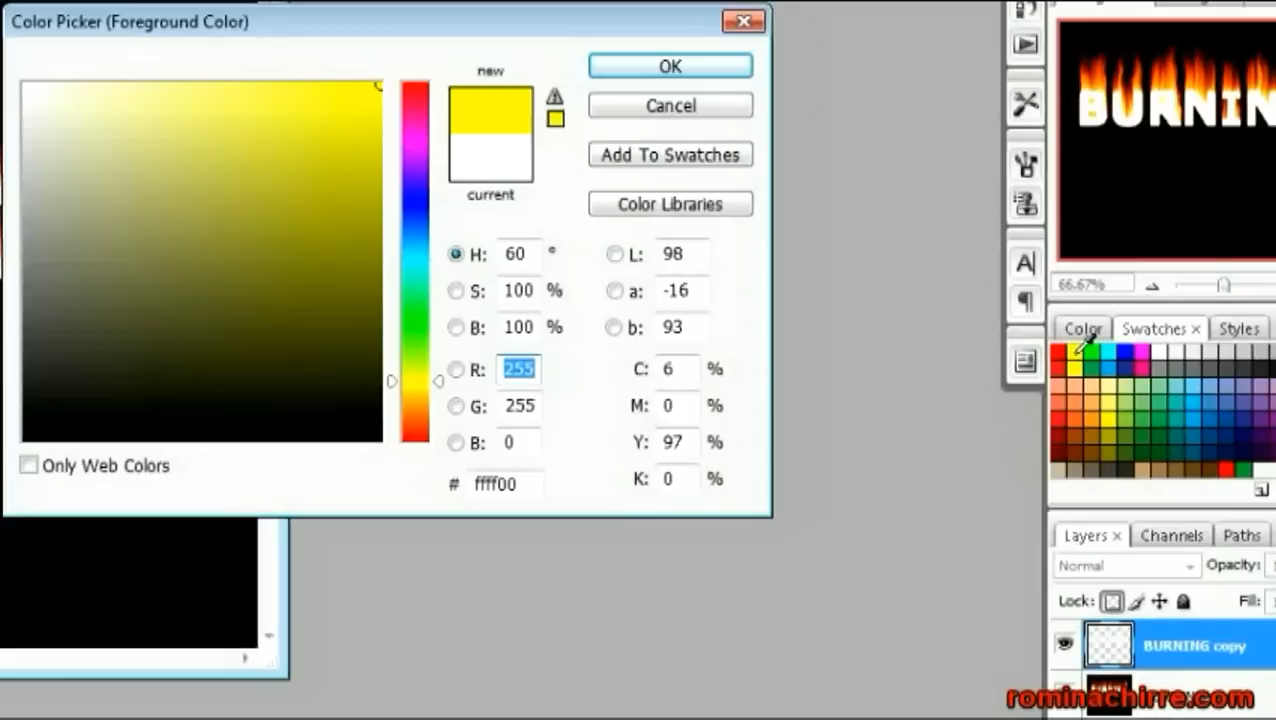 Color Picker (Foreground Color)
new
current
OK
Cancel
Add To Swatches
Color Libraries
H: 60 °
S: 100 %
B: 100 %
R: 255
G: 255
B: 0
# ffff00
L: 98
a: -16
b: 93
C: 6 %
M: 0 %
Y: 97 %
K: 0 %
Only Web Colors
BURNIN
66.67%
Color Swatches × Styles
Layers × Channels Paths
Normal Opacity:
Lock: Fill:
BURNING copy
rominachirre.com